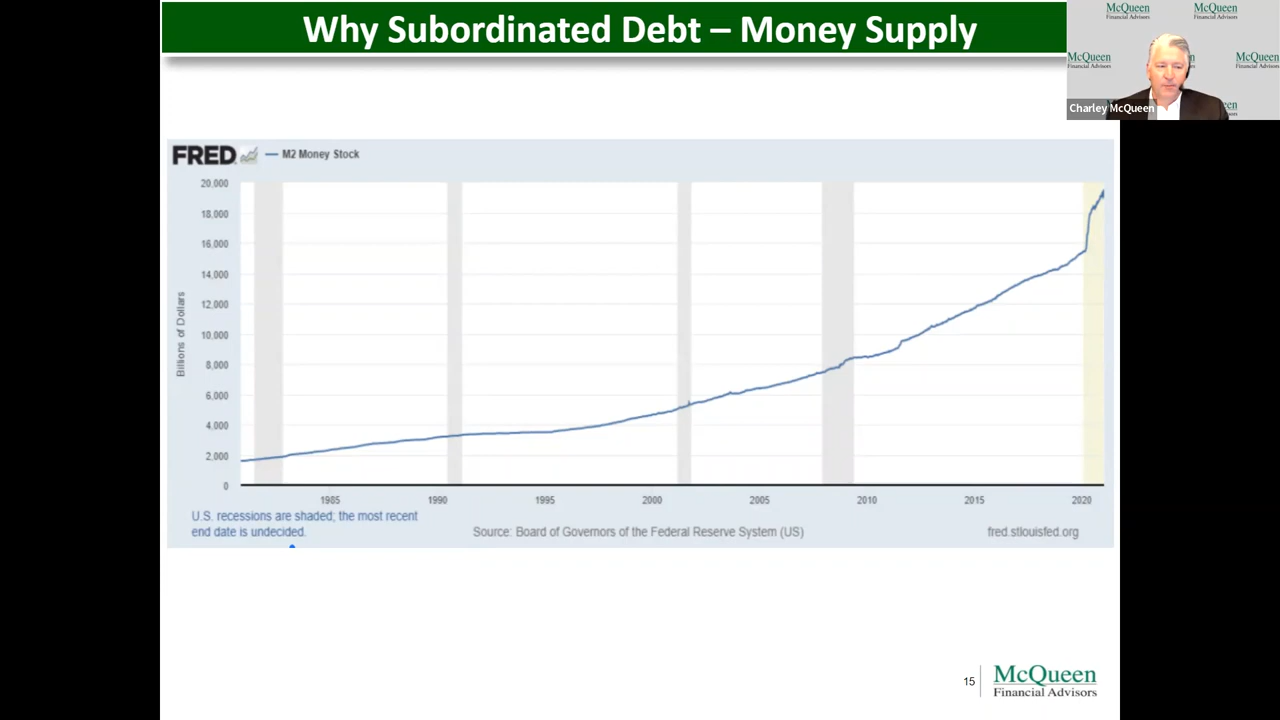 Why Subordinated Debt – Money Supply
McQueen
Financial Advisors
McQueen
Financial Advisors
McQueen
Financial Advisors
McQueen
Financial Advisors
Charley McQueen
FRED
M2 Money Stock
20,000
18,000
16,000
14,000
12,000
10,000
8,000
6,000
4,000
2,000
0
Billions of Dollars
1985
1990
1995
2000
2005
2010
2015
2020
U.S. recessions are shaded; the most recent
end date is undecided.
Source: Board of Governors of the Federal Reserve System (US)
fred.stlouisfed.org
15
McQueen
Financial Advisors